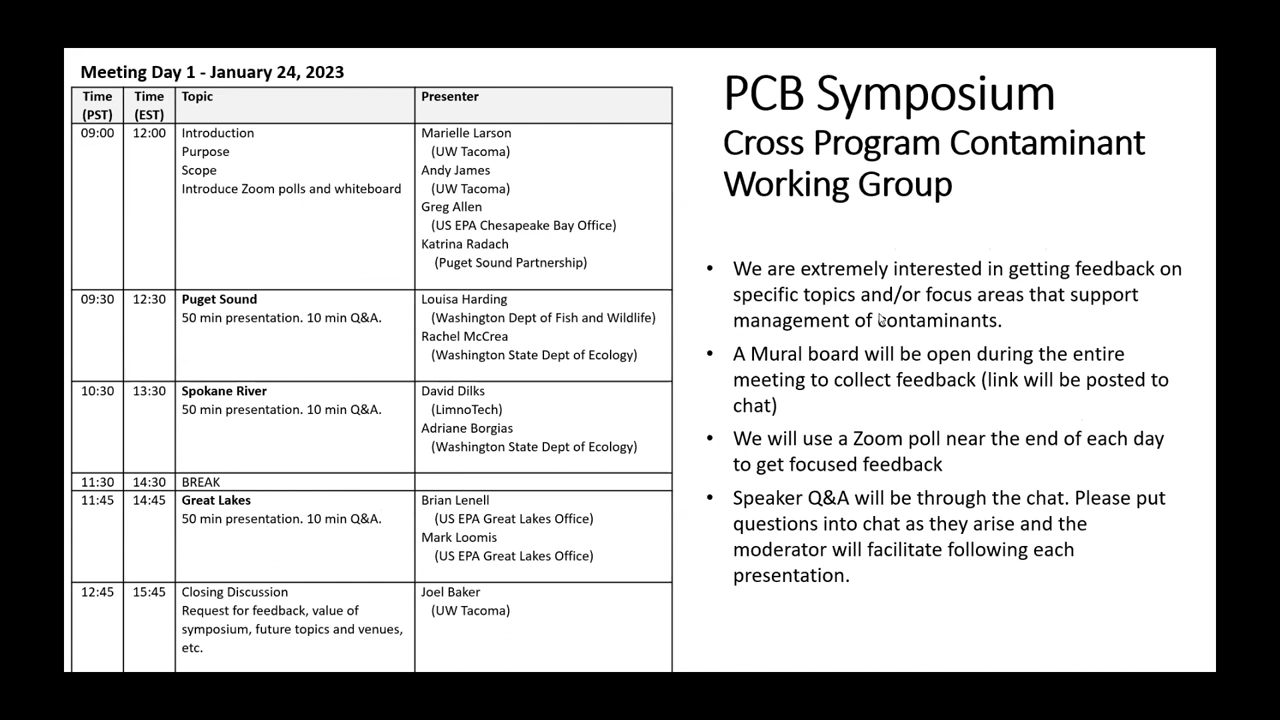 Meeting Day 1 - January 24, 2023
Time (PST) Time (EST) Topic Presenter
09:00 12:00 Introduction Marielle Larson
Purpose (UW Tacoma)
Scope Andy James
Introduce Zoom polls and whiteboard (UW Tacoma)
Greg Allen
(US EPA Chesapeake Bay Office)
Katrina Radach
(Puget Sound Partnership)
09:30 12:30 Puget Sound Louisa Harding
50 min presentation. 10 min Q&A. (Washington Dept of Fish and Wildlife)
Rachel McCrea
(Washington State Dept of Ecology)
10:30 13:30 Spokane River David Dilks
50 min presentation. 10 min Q&A. (LimnoTech)
Adriane Borgias
(Washington State Dept of Ecology)
11:30 14:30 BREAK
11:45 14:45 Great Lakes Brian Lenell
50 min presentation. 10 min Q&A. (US EPA Great Lakes Office)
Mark Loomis
(US EPA Great Lakes Office)
12:45 15:45 Closing Discussion Joel Baker
Request for feedback, value of (UW Tacoma)
symposium, future topics and venues,
etc.
PCB Symposium
Cross Program Contaminant
Working Group
• We are extremely interested in getting feedback on
specific topics and/or focus areas that support
management of contaminants.
• A Mural board will be open during the entire
meeting to collect feedback (link will be posted to
chat)
• We will use a Zoom poll near the end of each day
to get focused feedback
• Speaker Q&A will be through the chat. Please put
questions into chat as they arise and the
moderator will facilitate following each
presentation.